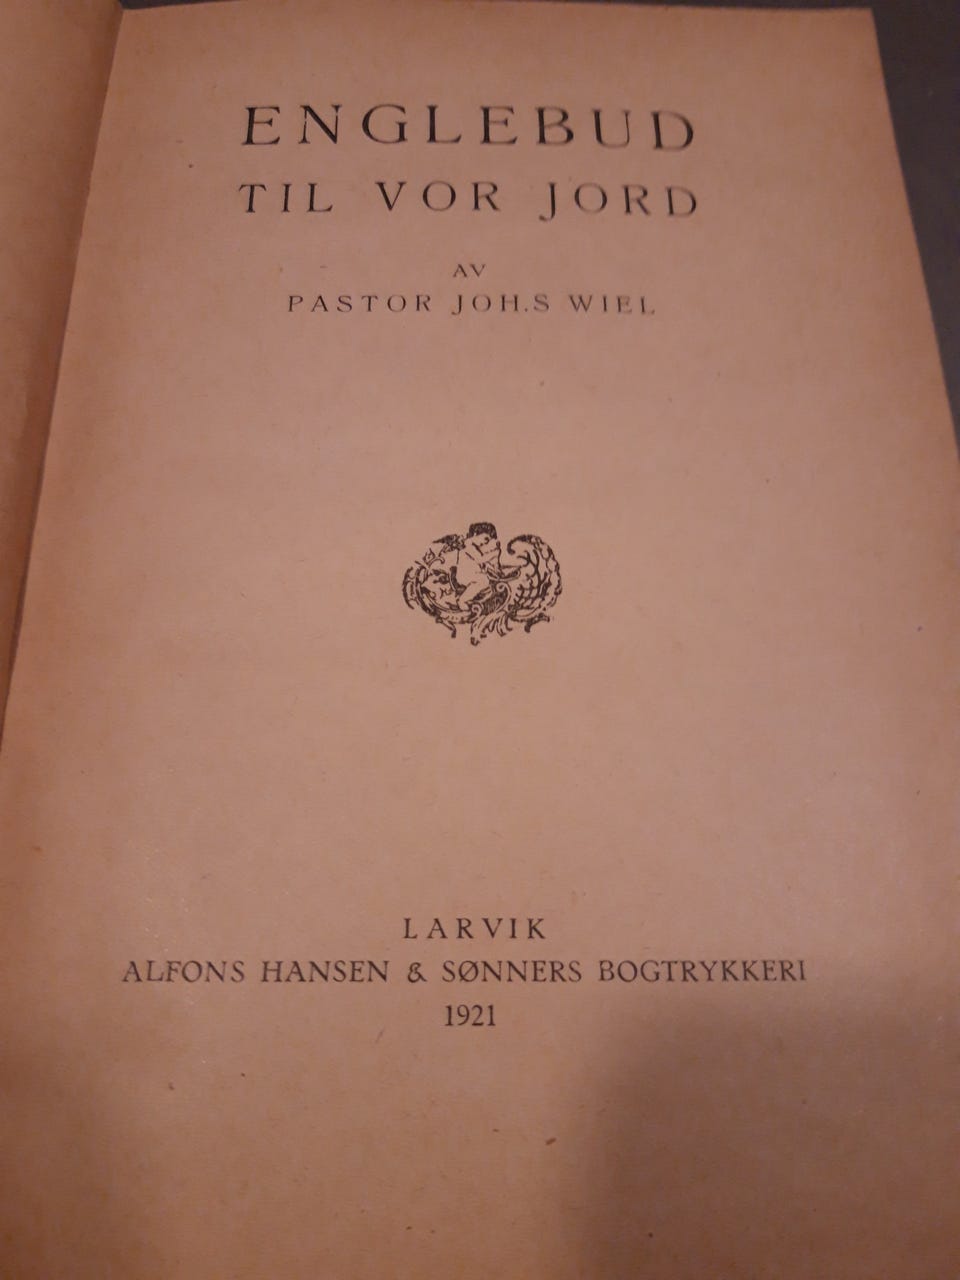 ENGLEBUD
TIL VOR JORD
AV
PASTOR JOH.S WIEL
LARVIK
ALFONS HANSEN & SØNNERS BOGTRYKKERI
1921